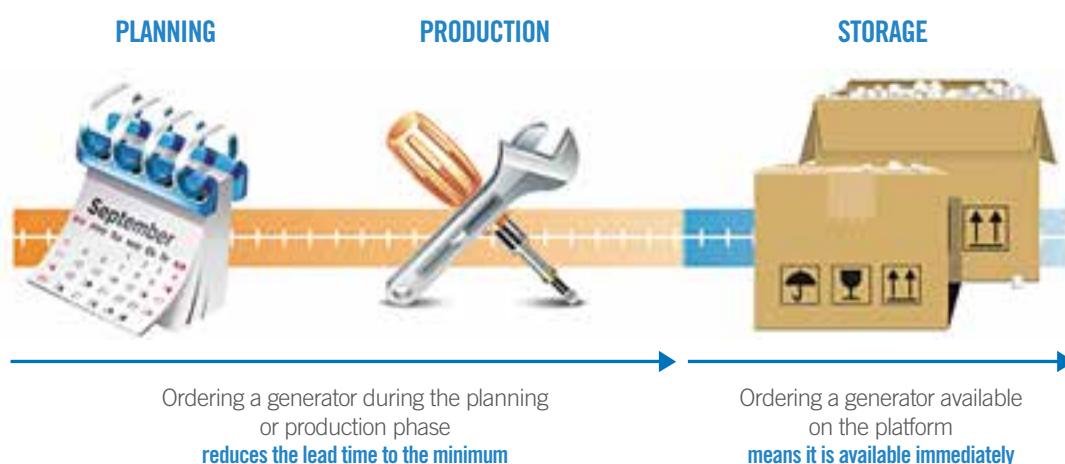 PLANNING
PRODUCTION
STORAGE
September
Ordering a generator during the planning
or production phase
reduces the lead time to the minimum
Ordering a generator available
on the platform
means it is available immediately